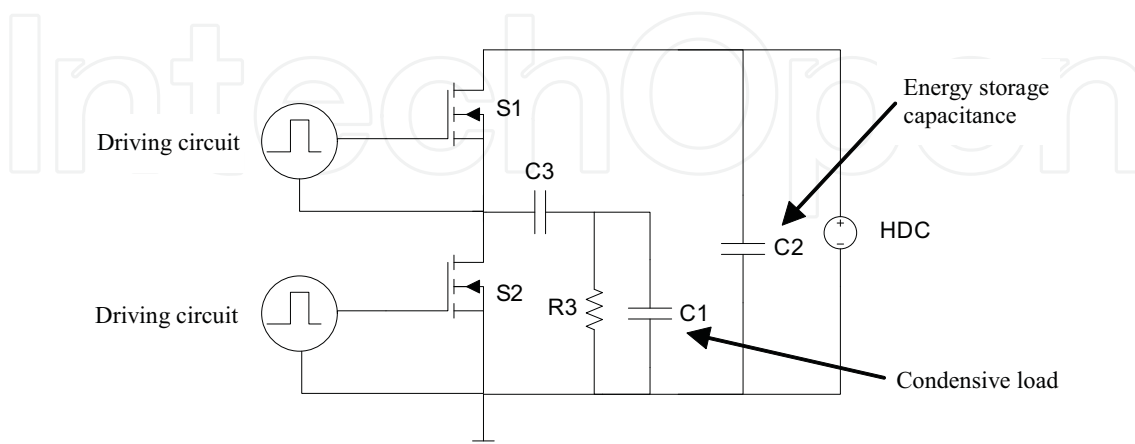 IntechOpen
Energy storage
capacitance
S1
Driving circuit
C3
HDC
C2
S2
Driving circuit
R3
C1
Condensive load